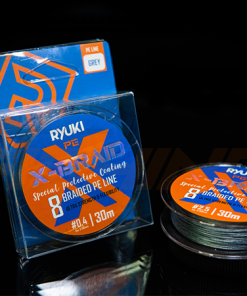 PE LINE
GREY
RYUKI
PE
X-BRAID
Special Protective Coating
8 BRAIDED PE LINE
#0.4 30m
X-BRAID
Special Protective Coating
8 BRAIDED PE LINE
30m